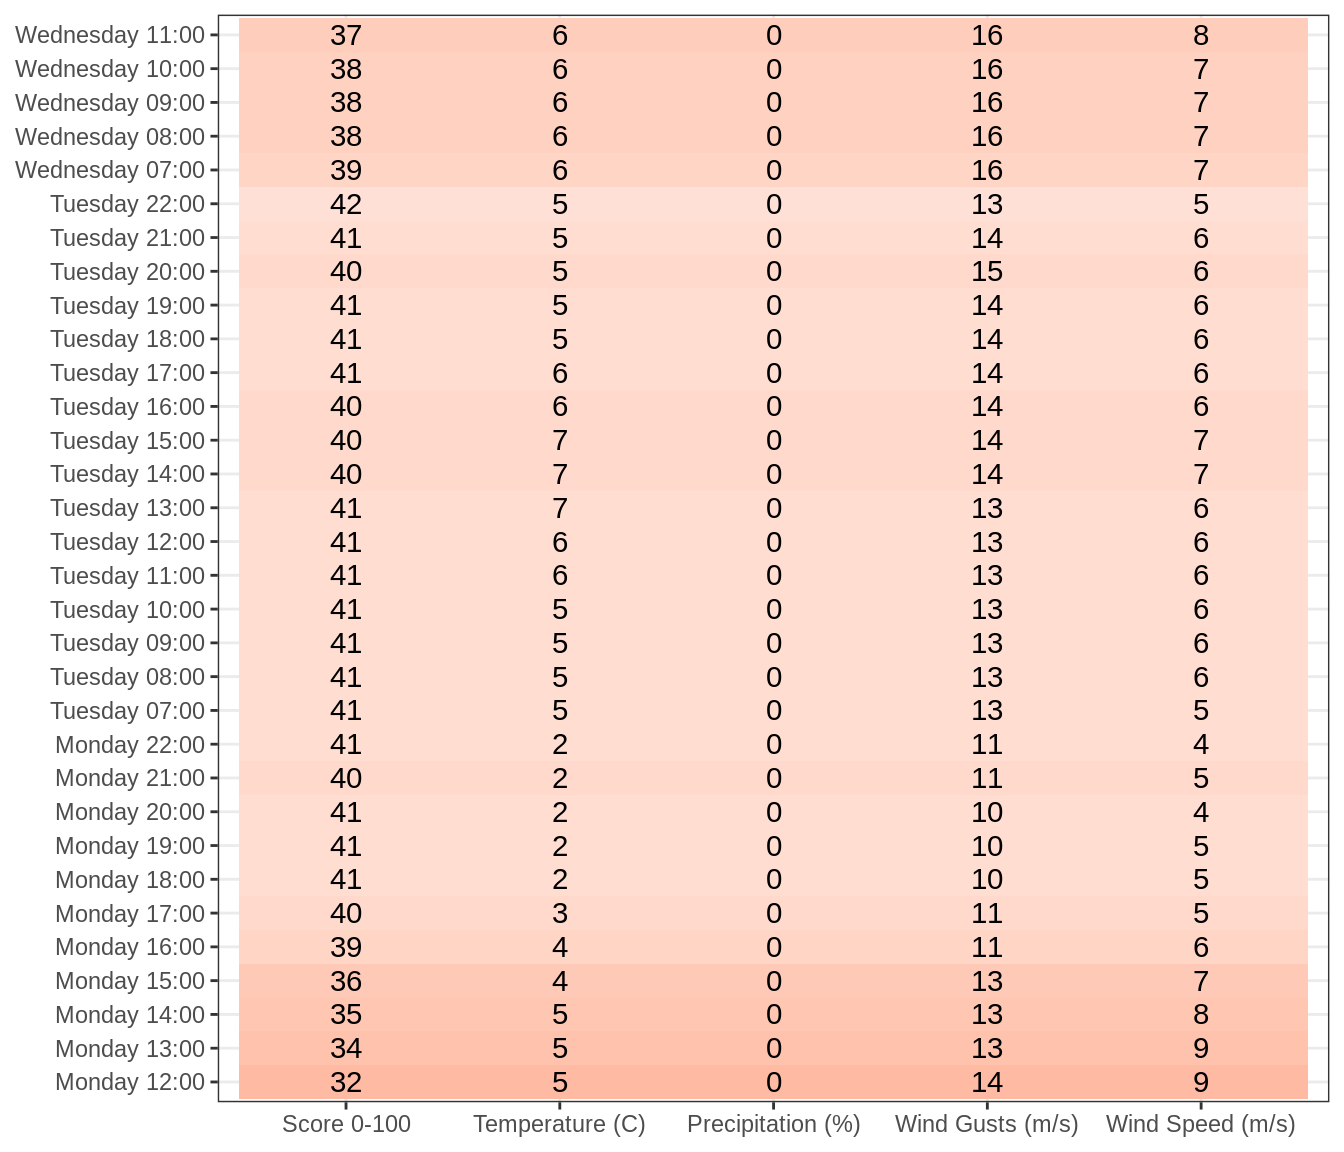 Wednesday 11:00 37 6 0 16 8
Wednesday 10:00 38 6 0 16 7
Wednesday 09:00 38 6 0 16 7
Wednesday 08:00 38 6 0 16 7
Wednesday 07:00 39 6 0 16 7
Tuesday 22:00 42 5 0 13 5
Tuesday 21:00 41 5 0 14 6
Tuesday 20:00 40 5 0 15 6
Tuesday 19:00 41 5 0 14 6
Tuesday 18:00 41 5 0 14 6
Tuesday 17:00 41 6 0 14 6
Tuesday 16:00 40 6 0 14 6
Tuesday 15:00 40 7 0 14 7
Tuesday 14:00 40 7 0 14 7
Tuesday 13:00 41 7 0 13 6
Tuesday 12:00 41 6 0 13 6
Tuesday 11:00 41 6 0 13 6
Tuesday 10:00 41 5 0 13 6
Tuesday 09:00 41 5 0 13 6
Tuesday 08:00 41 5 0 13 6
Tuesday 07:00 41 5 0 13 5
Monday 22:00 41 2 0 11 4
Monday 21:00 40 2 0 11 5
Monday 20:00 41 2 0 10 4
Monday 19:00 41 2 0 10 5
Monday 18:00 41 2 0 10 5
Monday 17:00 40 3 0 11 5
Monday 16:00 39 4 0 11 6
Monday 15:00 36 4 0 13 7
Monday 14:00 35 5 0 13 8
Monday 13:00 34 5 0 13 9
Monday 12:00 32 5 0 14 9
Score 0-100 Temperature (C) Precipitation (%) Wind Gusts (m/s) Wind Speed (m/s)